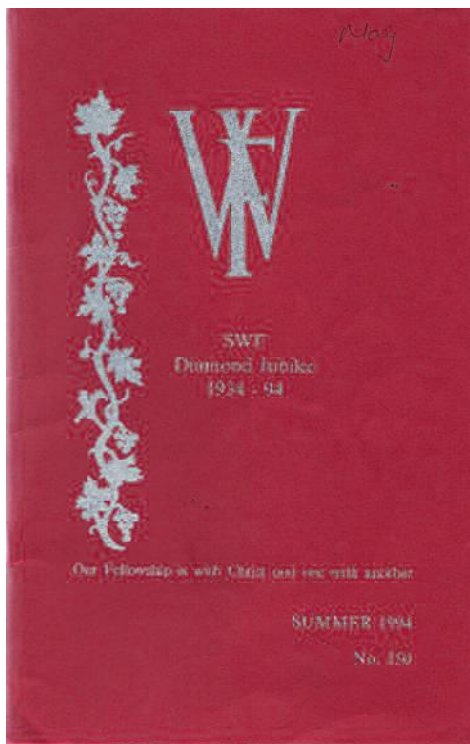 May
SWF
Diamond Jubilee
1934 - 94
Our Fellowship is with Christ and one with another
SUMMER 1994
No. 150